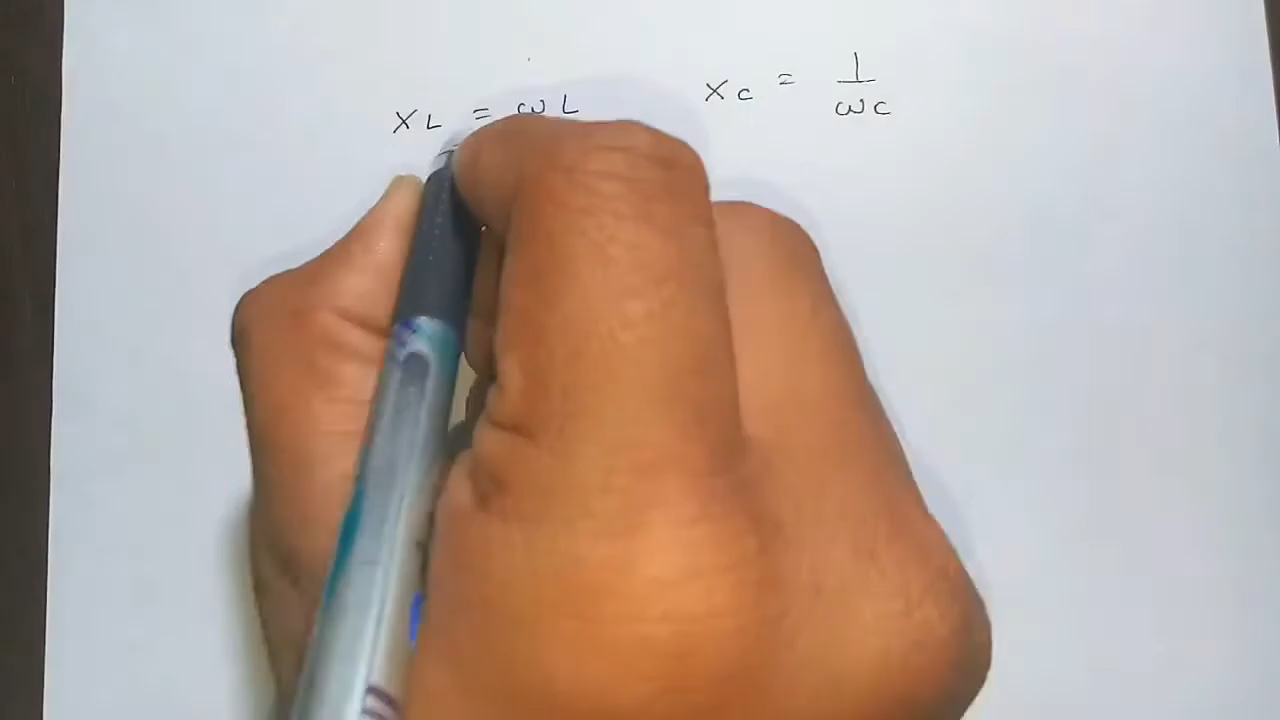 XL = ωL
XC = 1/ωC